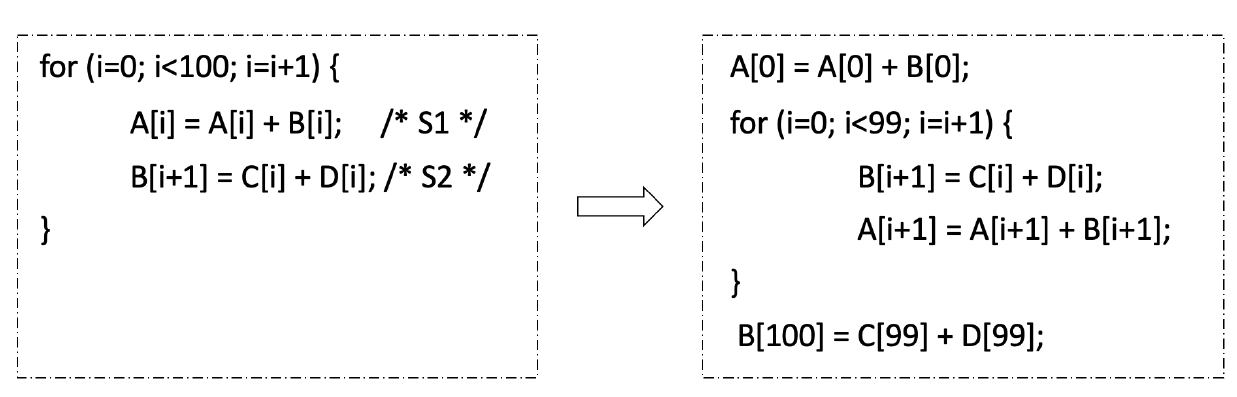 for (i=0; i<100; i=i+1) {
A[i] = A[i] + B[i]; /* S1 */
B[i+1] = C[i] + D[i]; /* S2 */
}
A[0] = A[0] + B[0];
for (i=0; i<99; i=i+1) {
B[i+1] = C[i] + D[i];
A[i+1] = A[i+1] + B[i+1];
}
B[100] = C[99] + D[99];